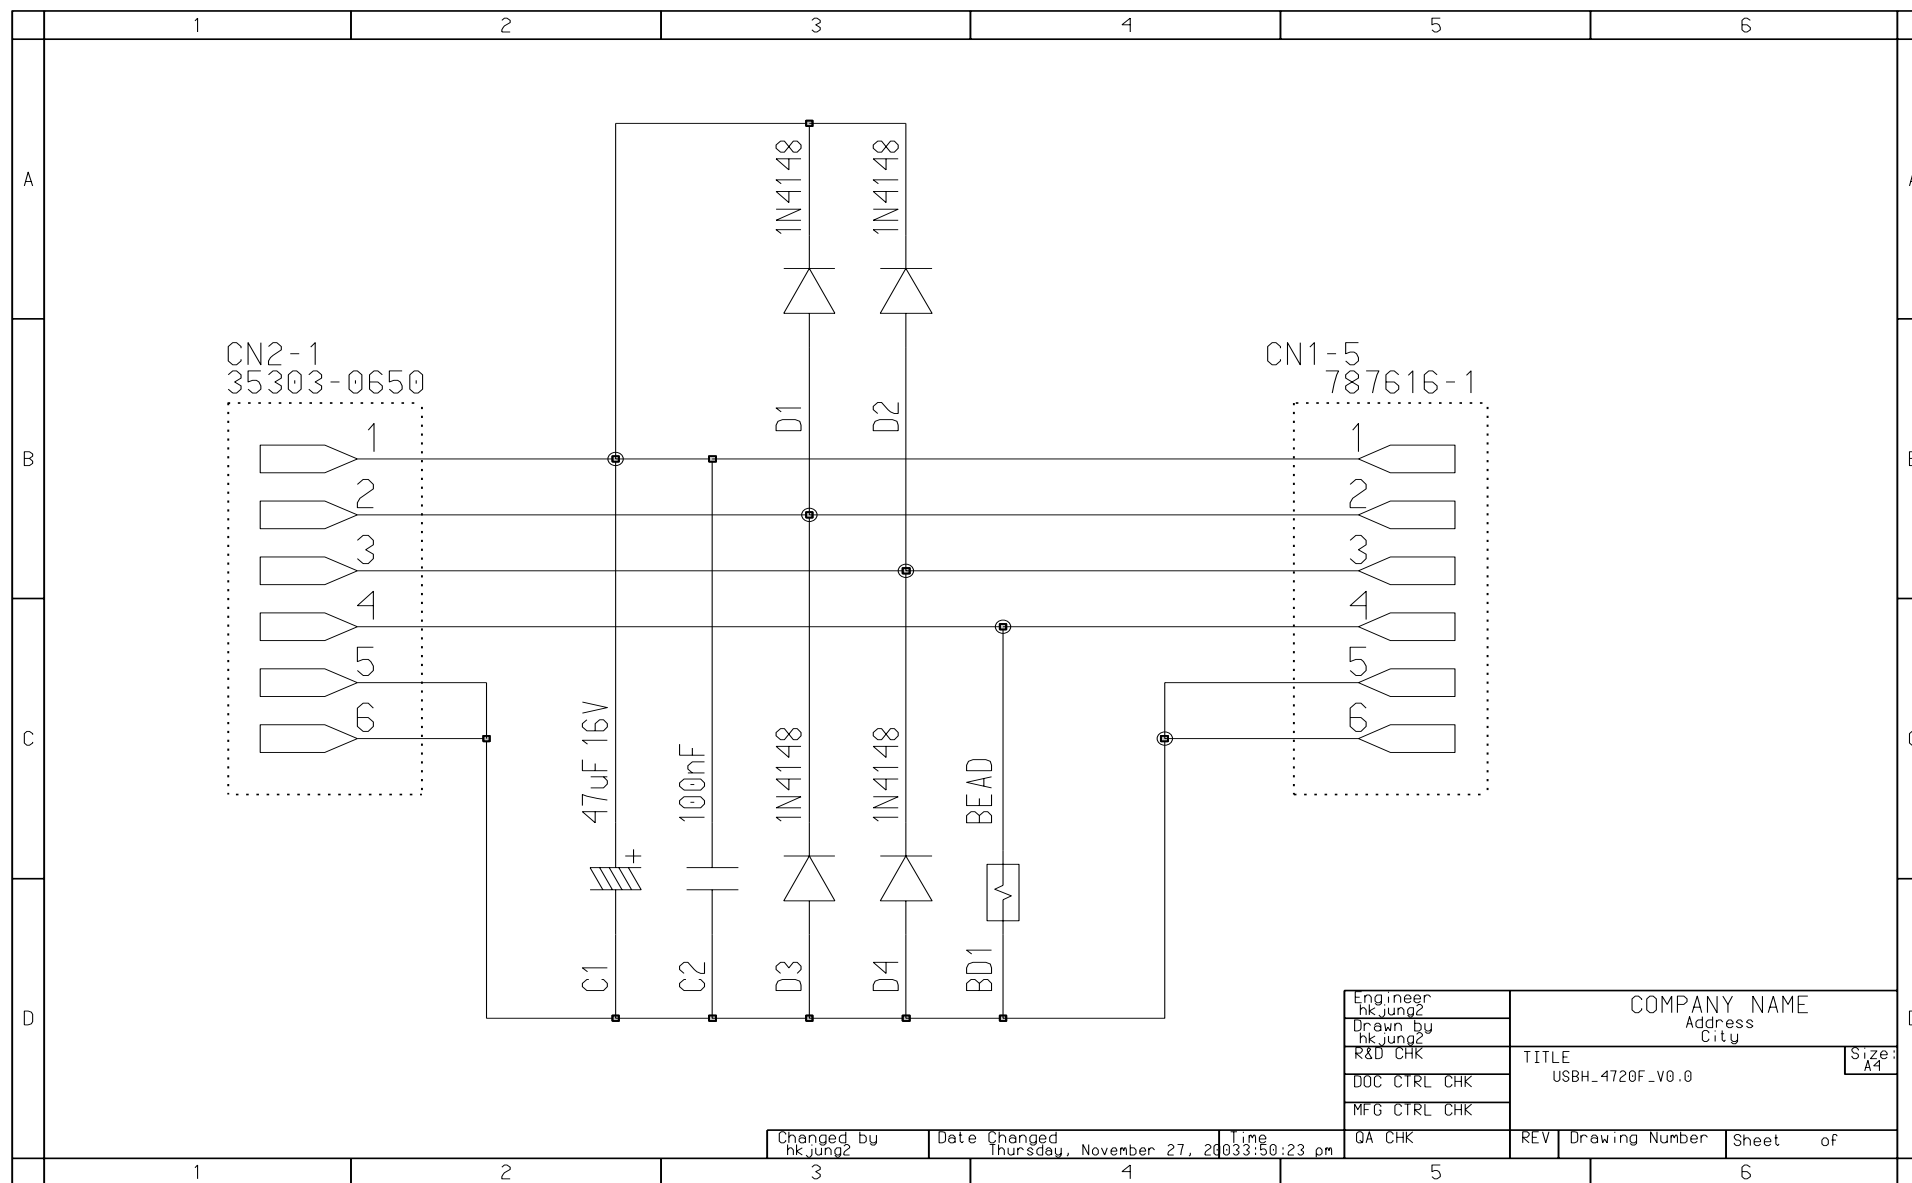 1 2 3 4 5 6
A
1N4148
1N4148
CN2-1
35303-0650
CN1-5
787616-1
D1
D2
B
1 1
2 2
3 3
4 4
5 5
6 6
C
47uF 16V
100nF
1N4148
1N4148
BEAD
+
C1
C2
D3
D4
BD1
D
Engineer
hkjung2
Drawn by
hkjung2
R&D CHK
DOC CTRL CHK
MFG CTRL CHK
QA CHK
COMPANY NAME
Address
City
TITLE
USBH_4720F_V0.0
Size:
A4
REV
Drawing Number
Sheet of
Changed by
hkjung2
Date Changed
Thursday, November 27, 2003
Time
3:50:23 pm
1 2 3 4 5 6